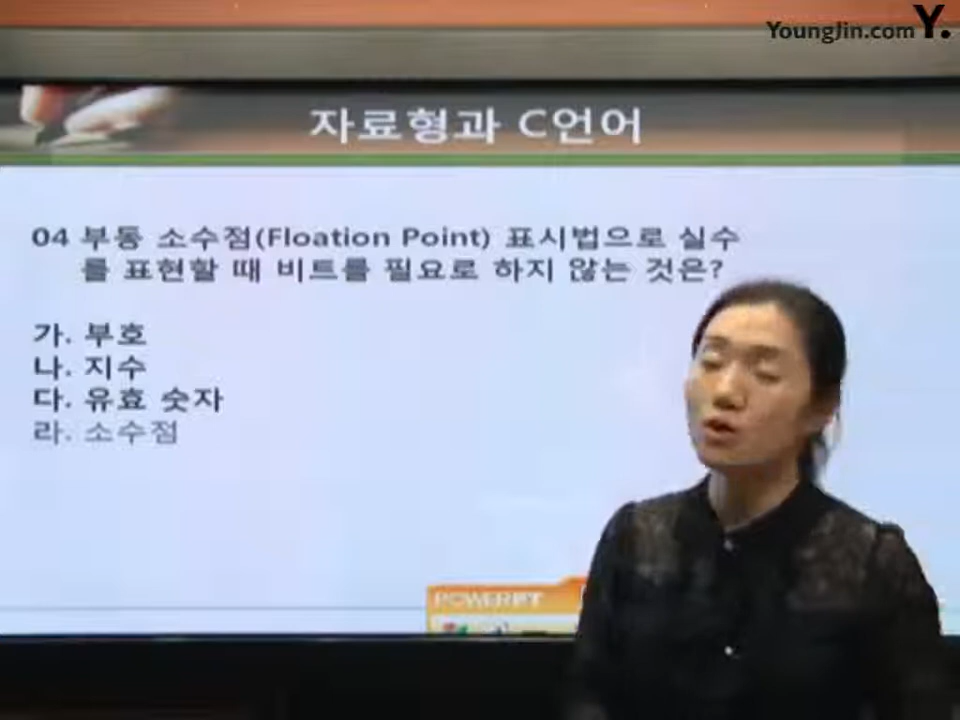 YoungJin.com Y.
자료형과 C언어
04 부동 소수점(Floation Point) 표시법으로 실수
를 표현할 때 비트를 필요로 하지 않는 것은?
가. 부호
나. 지수
다. 유효 숫자
라. 소수점
POWERPT